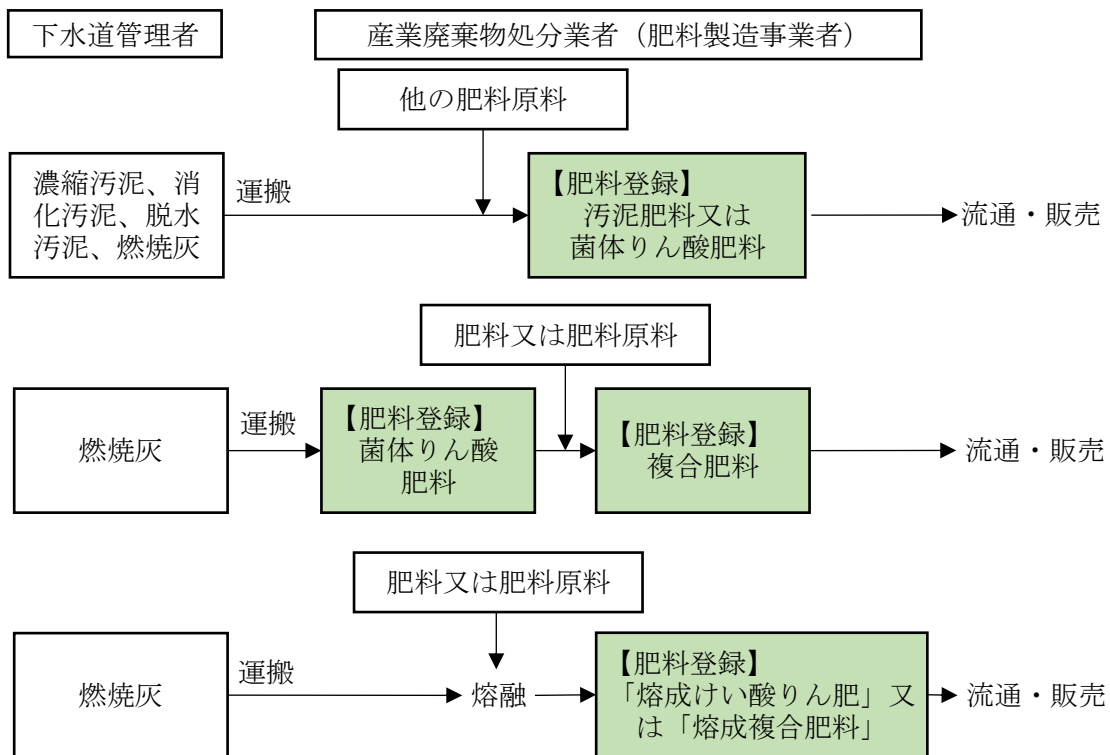 下水道管理者
産業廃棄物処分業者（肥料製造事業者）
他の肥料原料
濃縮汚泥、消
化汚泥、脱水
汚泥、燃焼灰
運搬
【肥料登録】
汚泥肥料又は
菌体りん酸肥料
流通・販売
肥料又は肥料原料
燃焼灰
運搬
【肥料登録】
菌体りん酸
肥料
【肥料登録】
複合肥料
流通・販売
肥料又は肥料原料
燃焼灰
運搬
熔融
【肥料登録】
「熔成けい酸りん肥」又
は「熔成複合肥料」
流通・販売